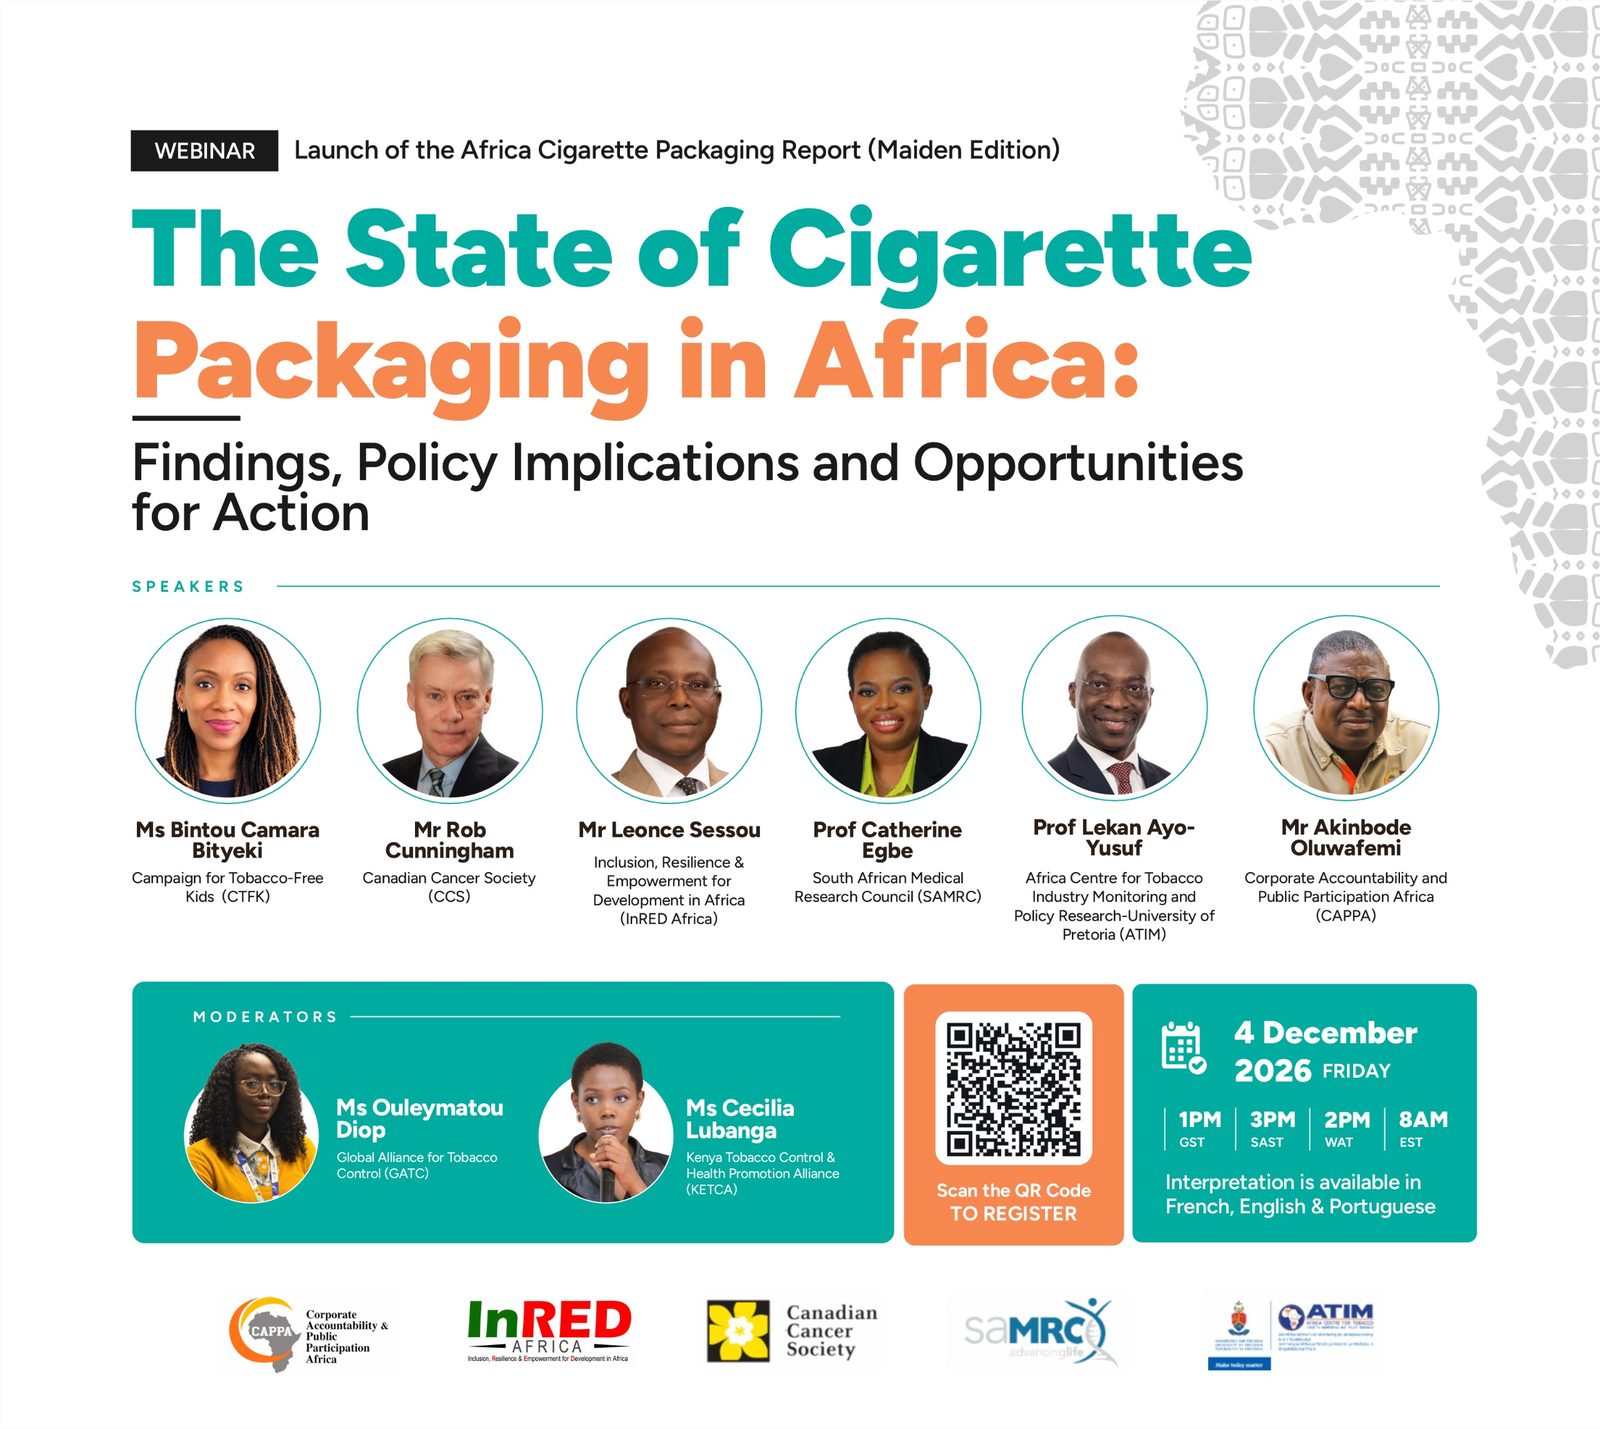 WEBINAR Launch of the Africa Cigarette Packaging Report (Maiden Edition)
The State of Cigarette
Packaging in Africa:
Findings, Policy Implications and Opportunities
for Action
SPEAKERS
Ms Bintou Camara
Bityeki
Campaign for Tobacco-Free
Kids (CTFK)
Mr Rob
Cunningham
Canadian Cancer Society
(CCS)
Mr Leonce Sessou
Inclusion, Resilience &
Empowerment for
Development in Africa
(InRED Africa)
Prof Catherine
Egbe
South African Medical
Research Council (SAMRC)
Prof Lekan Ayo-
Yusuf
Africa Centre for Tobacco
Industry Monitoring and
Policy Research-University of
Pretoria (ATIM)
Mr Akinbode
Oluwafemi
Corporate Accountability and
Public Participation Africa
(CAPPA)
MODERATORS
Ms Ouleymatou
Diop
Global Alliance for Tobacco
Control (GATC)
Ms Cecilia
Lubanga
Kenya Tobacco Control &
Health Promotion Alliance
(KETCA)
Scan the QR Code
TO REGISTER
4 December
2026 FRIDAY
1PM 3PM 2PM 8AM
GST SAST WAT EST
Interpretation is available in
French, English & Portuguese
CAPPA
Corporate
Accountability &
Public
Participation
Africa
InRED
AFRICA
Inclusion, Resilience & Empowerment for Development in Africa
Canadian
Cancer
Society
saMRC
advancinglife
Make today matter
ATIM
AFRICA CENTRE FOR TOBACCO